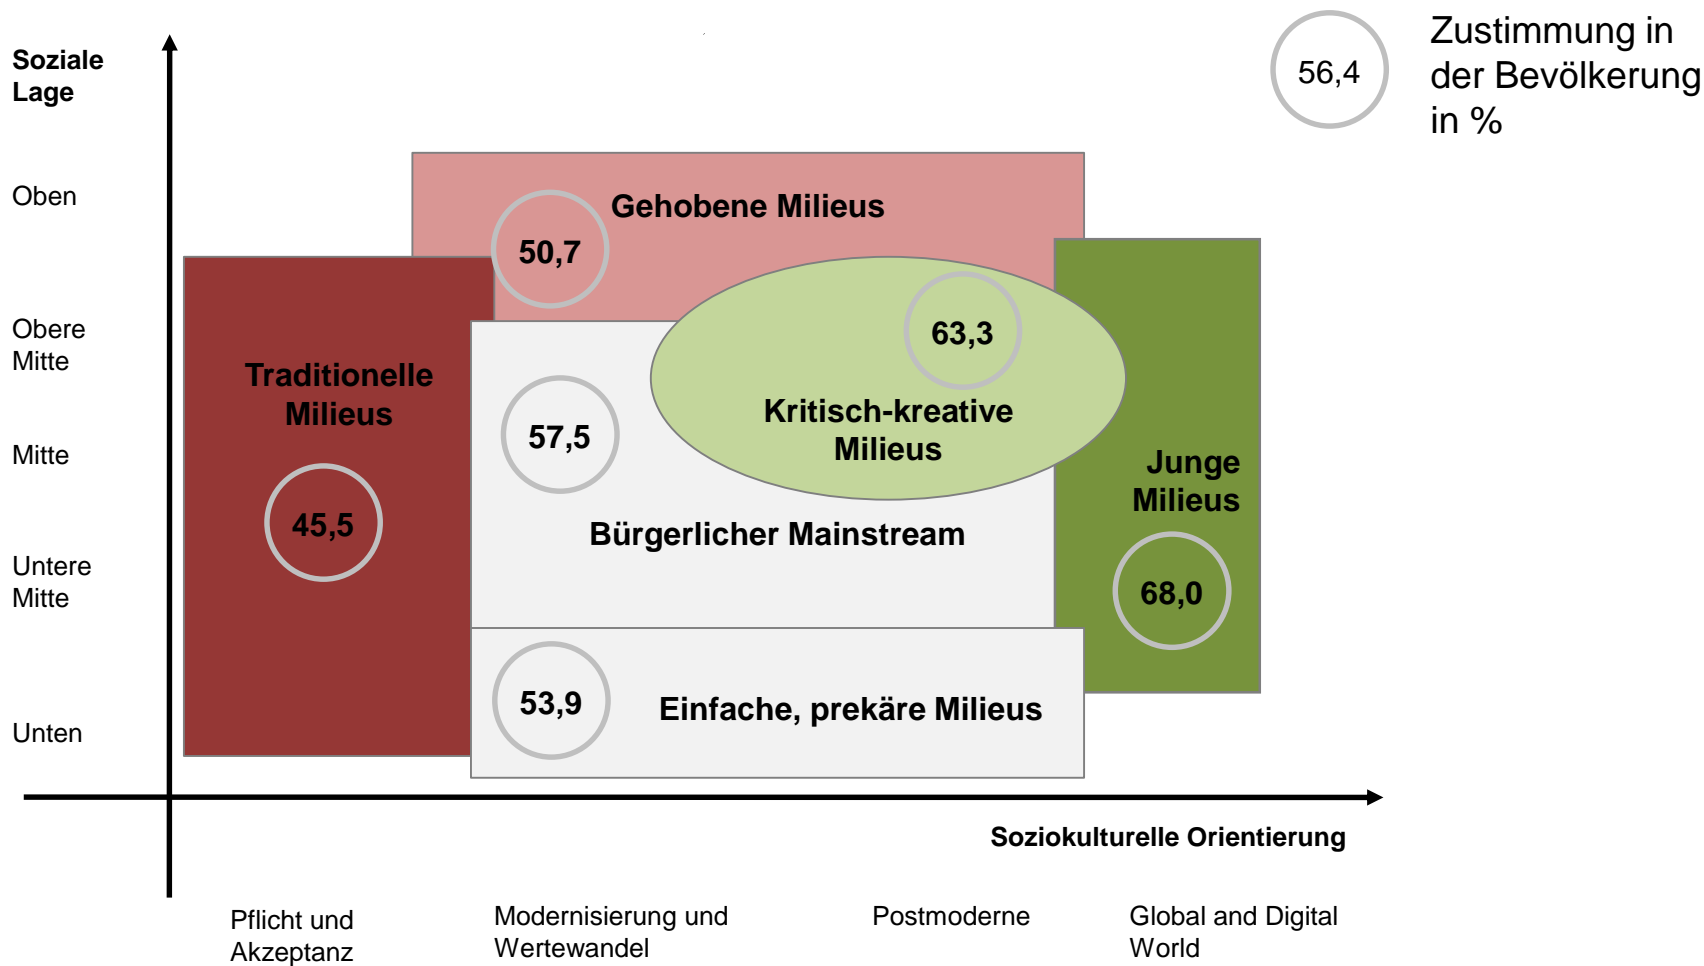 Soziale
Lage
56,4
Zustimmung in
der Bevölkerung
in %
Oben
Gehobene Milieus
50,7
Obere
Mitte
63,3
Traditionelle
Milieus
Kritisch-kreative
Milieus
57,5
Mitte
Junge
Milieus
45,5
Bürgerlicher Mainstream
Untere
Mitte
68,0
53,9
Einfache, prekäre Milieus
Unten
Soziokulturelle Orientierung
Pflicht und
Akzeptanz
Modernisierung und
Wertewandel
Postmoderne
Global and Digital
World